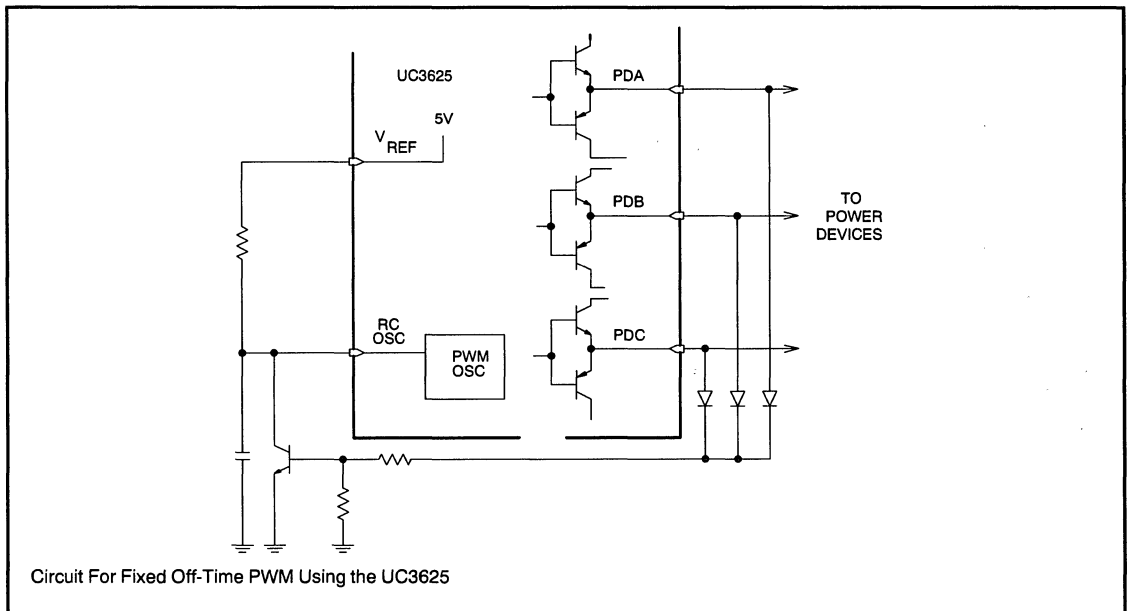 UC3625
5V
V REF
PDA
PDB
TO
POWER
DEVICES
RC
OSC
PWM
OSC
PDC
Circuit For Fixed Off-Time PWM Using the UC3625